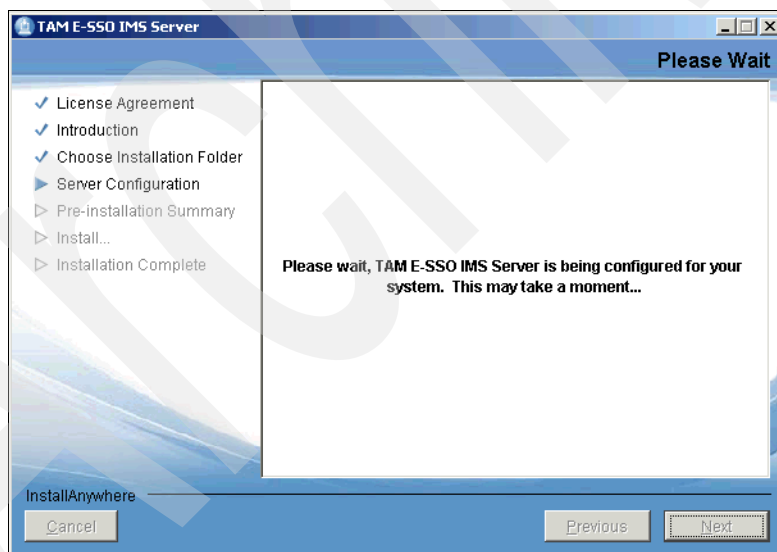 TAM E-SSO IMS Server
Please Wait
License Agreement
Introduction
Choose Installation Folder
Server Configuration
Pre-installation Summary
Install...
Installation Complete
Please wait, TAM E-SSO IMS Server is being configured for your
system. This may take a moment...
InstallAnywhere
Cancel
Previous
Next